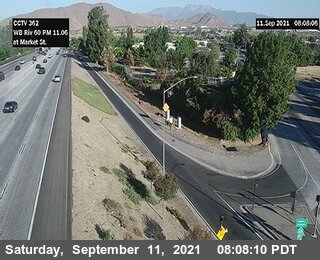 CCTV 362
WB Riv 60 PM 11.06
at Market St.
11 Sep 2021 08:08:06
Saturday, September 11, 2021 08:08:10 PDT